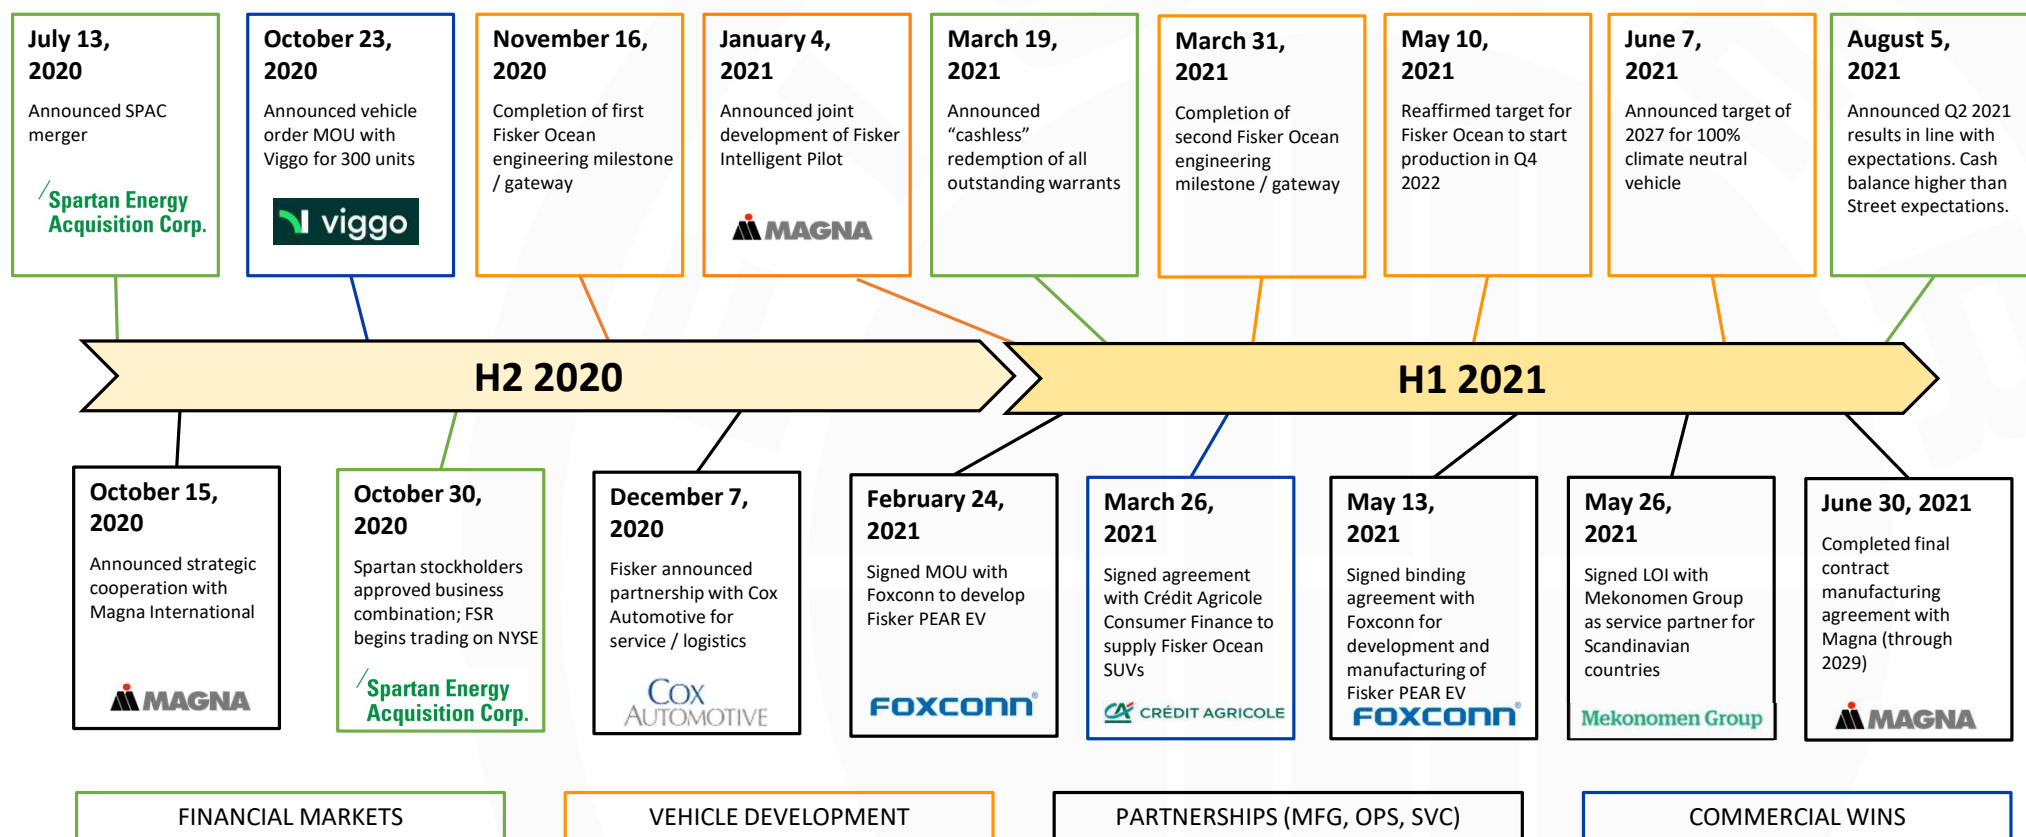 July 13,
2020
Announced SPAC
merger
Spartan Energy
Acquisition Corp.
October 23,
2020
Announced vehicle
order MOU with
Viggo for 300 units
viggo
November 16,
2020
Completion of first
Fisker Ocean
engineering milestone
/ gateway
January 4,
2021
Announced joint
development of Fisker
Intelligent Pilot
MAGNA
March 19,
2021
Announced
“cashless”
redemption of all
outstanding warrants
March 31,
2021
Completion of
second Fisker Ocean
engineering
milestone / gateway
May 10,
2021
Reaffirmed target for
Fisker Ocean to start
production in Q4
2022
June 7,
2021
Announced target of
2027 for 100%
climate neutral
vehicle
August 5,
2021
Announced Q2 2021
results in line with
expectations. Cash
balance higher than
Street expectations.
H2 2020
H1 2021
October 15,
2020
Announced strategic
cooperation with
Magna International
MAGNA
October 30,
2020
Spartan stockholders
approved business
combination; FSR
begins trading on NYSE
Spartan Energy
Acquisition Corp.
December 7,
2020
Fisker announced
partnership with Cox
Automotive for
service / logistics
COX
AUTOMOTIVE
February 24,
2021
Signed MOU with
Foxconn to develop
Fisker PEAR EV
FOXCONN®
March 26,
2021
Signed agreement
with Crédit Agricole
Consumer Finance to
supply Fisker Ocean
SUVs
CA CRÉDIT AGRICOLE
May 13,
2021
Signed binding
agreement with
Foxconn for
development and
manufacturing of
Fisker PEAR EV
FOXCONN®
May 26,
2021
Signed LOI with
Mekonomen Group
as service partner for
Scandinavian
countries
Mekonomen Group
June 30, 2021
Completed final
contract
manufacturing
agreement with
Magna (through
2029)
MAGNA
FINANCIAL MARKETS
VEHICLE DEVELOPMENT
PARTNERSHIPS (MFG, OPS, SVC)
COMMERCIAL WINS